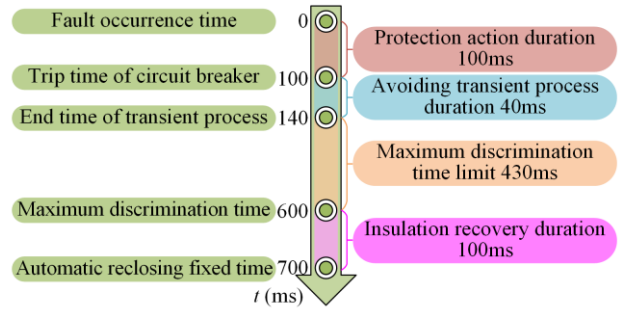 Fault occurrence time
0
Protection action duration
100ms
Trip time of circuit breaker
100
Avoiding transient process
duration 40ms
End time of transient process
140
Maximum discrimination
time limit 430ms
Maximum discrimination time
600
Insulation recovery duration
100ms
Automatic reclosing fixed time
700
t (ms)